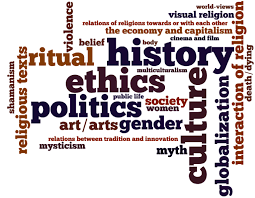 world-views
visual religion
relations of religions towards or with each other
the economy and capitalism
cinema and film
violence
belief
body
history
ritual
multiculturalism
interaction of religion
death/dying
shamanism
religious texts
ethics
politics
public life
society
women
culture
globalization
art/arts
gender
relations between tradition and innovation
mysticism
myth